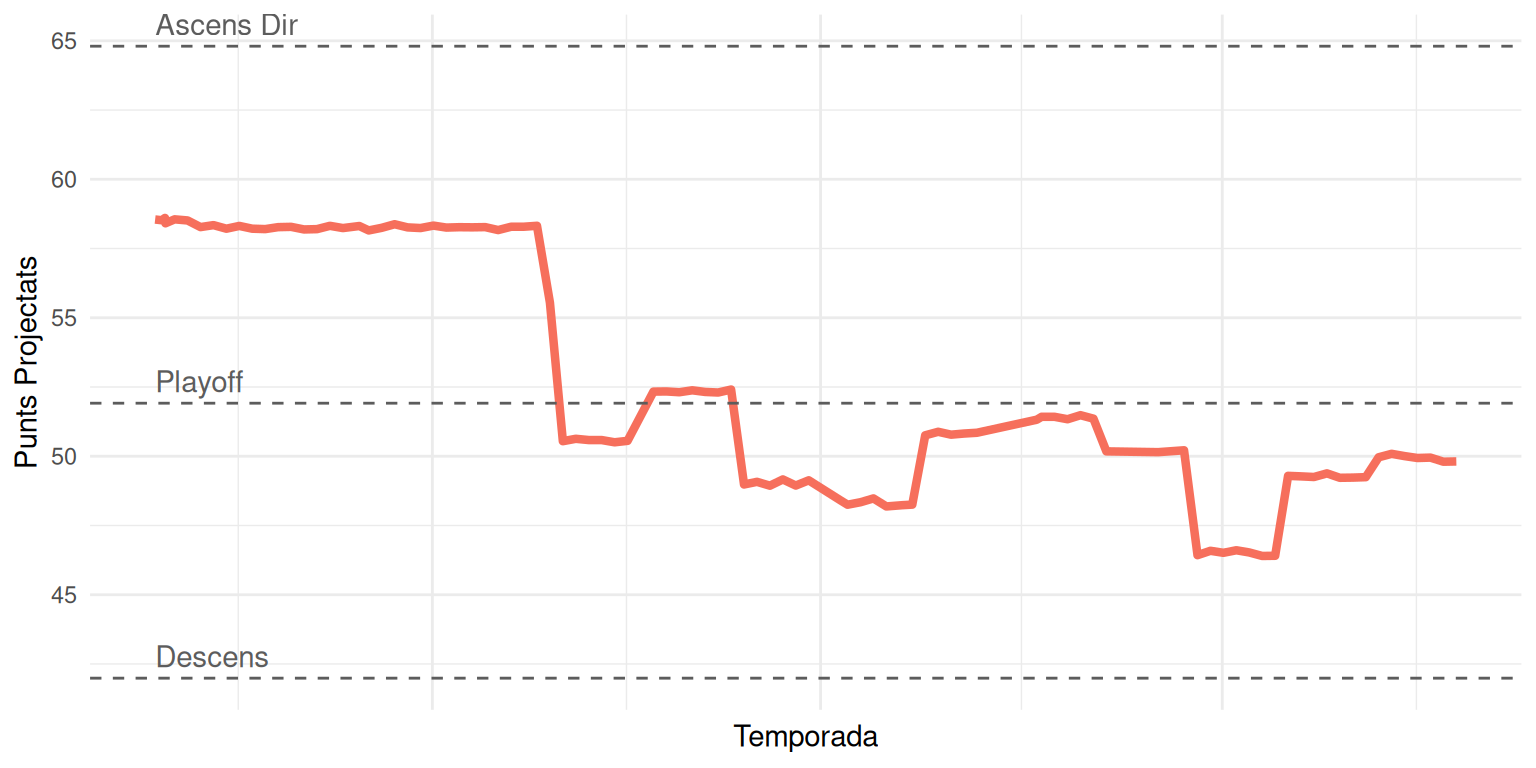 Ascens Dir
65
60
55
Playoff
50
45
Descens
Punts Projectats
Temporada